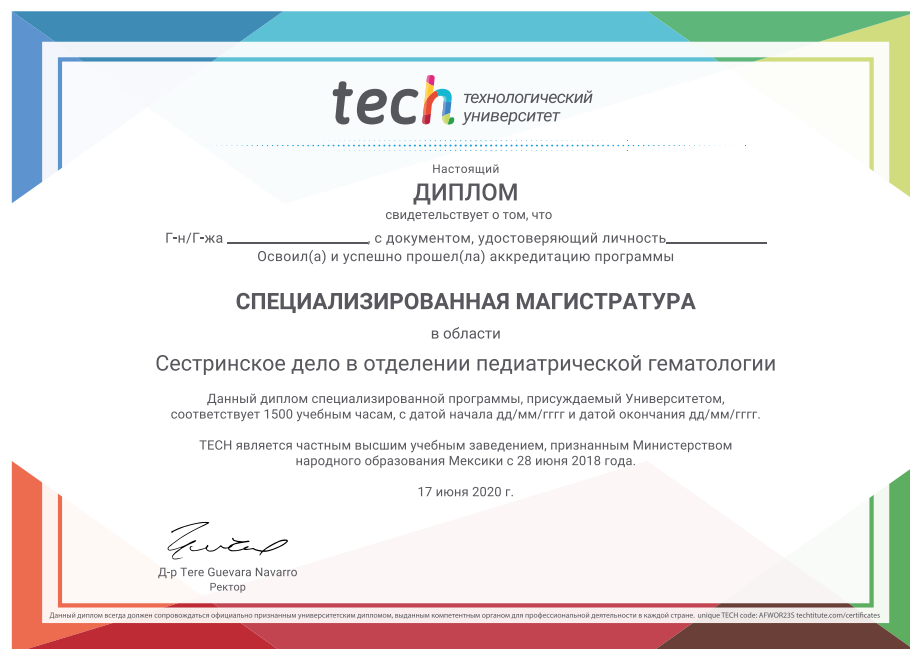 tech технологический
университет
Настоящий
ДИПЛОМ
свидетельствует о том, что
Г-н/Г-жа , с документом, удостоверяющий личность
Освоил(а) и успешно прошел(ла) аккредитацию программы
СПЕЦИАЛИЗИРОВАННАЯ МАГИСТРАТУРА
в области
Сестринское дело в отделении педиатрической гематологии
Данный диплом специализированной программы, присуждаемый Университетом,
соответствует 1500 учебным часам, с датой начала дд/мм/гггг и датой окончания дд/мм/гггг.
TECH является частным высшим учебным заведением, признанным Министерством
народного образования Мексики с 28 июня 2018 года.
17 июня 2020 г.
Д-р Tere Guevara Navarro
Ректор
Данный диплом всегда должен сопровождаться официально признанным университетским дипломом, выданным компетентным органом для профессиональной деятельности в каждой стране. unique TECH code: AFWOR23S techtitute.com/certificates